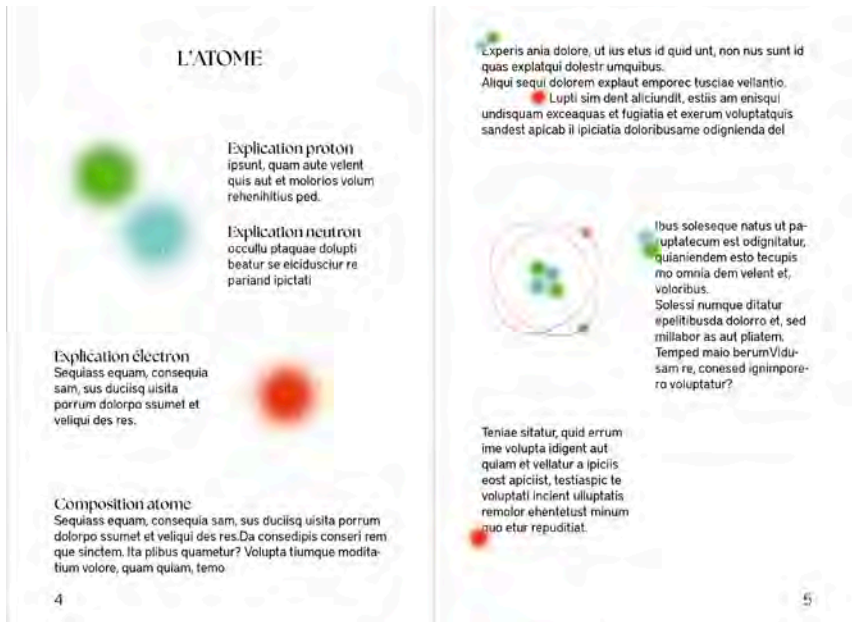 L'ATOME
Explication proton
ipsunt, quam aute velent
quis aut et molorios volum
rehenihitius ped.
Explication neutron
occullu ptaquae dolupti
beatur se eicidusciur re
pariand ipictati
Explication électron
Sequiass equam, consequia
sam, sus duciisq uisita
porrum dolorpo ssumet et
veliqui des res.
Composition atome
Sequiass equam, consequia sam, sus duciisq uisita porrum
dolorpo ssumet et veliqui des res.Da consedipis conseri rem
que sinctem. Ita plibus quametur? Volupta tiumque modita-
tium volore, quam quiam, temo
4
Experis ania dolore, ut ius etus id quid unt, non nus sunt id
quas explatqui dolestr umquibus.
Aliqui sequi dolorem explaut emporec tusciae vellantio.
Lupti sim dent aliciundit, estiis am enisqui
undisquam exceaquas et fugiatia et exerum voluptatquis
sandest apicab il ipiciatia doloribusame odignienda del
Ibus soleseque natus ut pa-
ruptatecum est odignitatur,
quianiendem esto tecupis
mo omnia dem velent et,
voloribus.
Solessi numque ditatur
epelitibusda dolorro et, sed
millabor as aut pliatem.
Temped maio berumVidu-
sam re, conesed ignimpore-
ro voluptatur?
Teniae sitatur, quid errum
ime volupta idigent aut
quiam et vellatur a ipiciis
eost apiciist, testiaspic te
voluptati incient ulluptatis
remolor ehentetust minum
quo etur repuditiat.
5